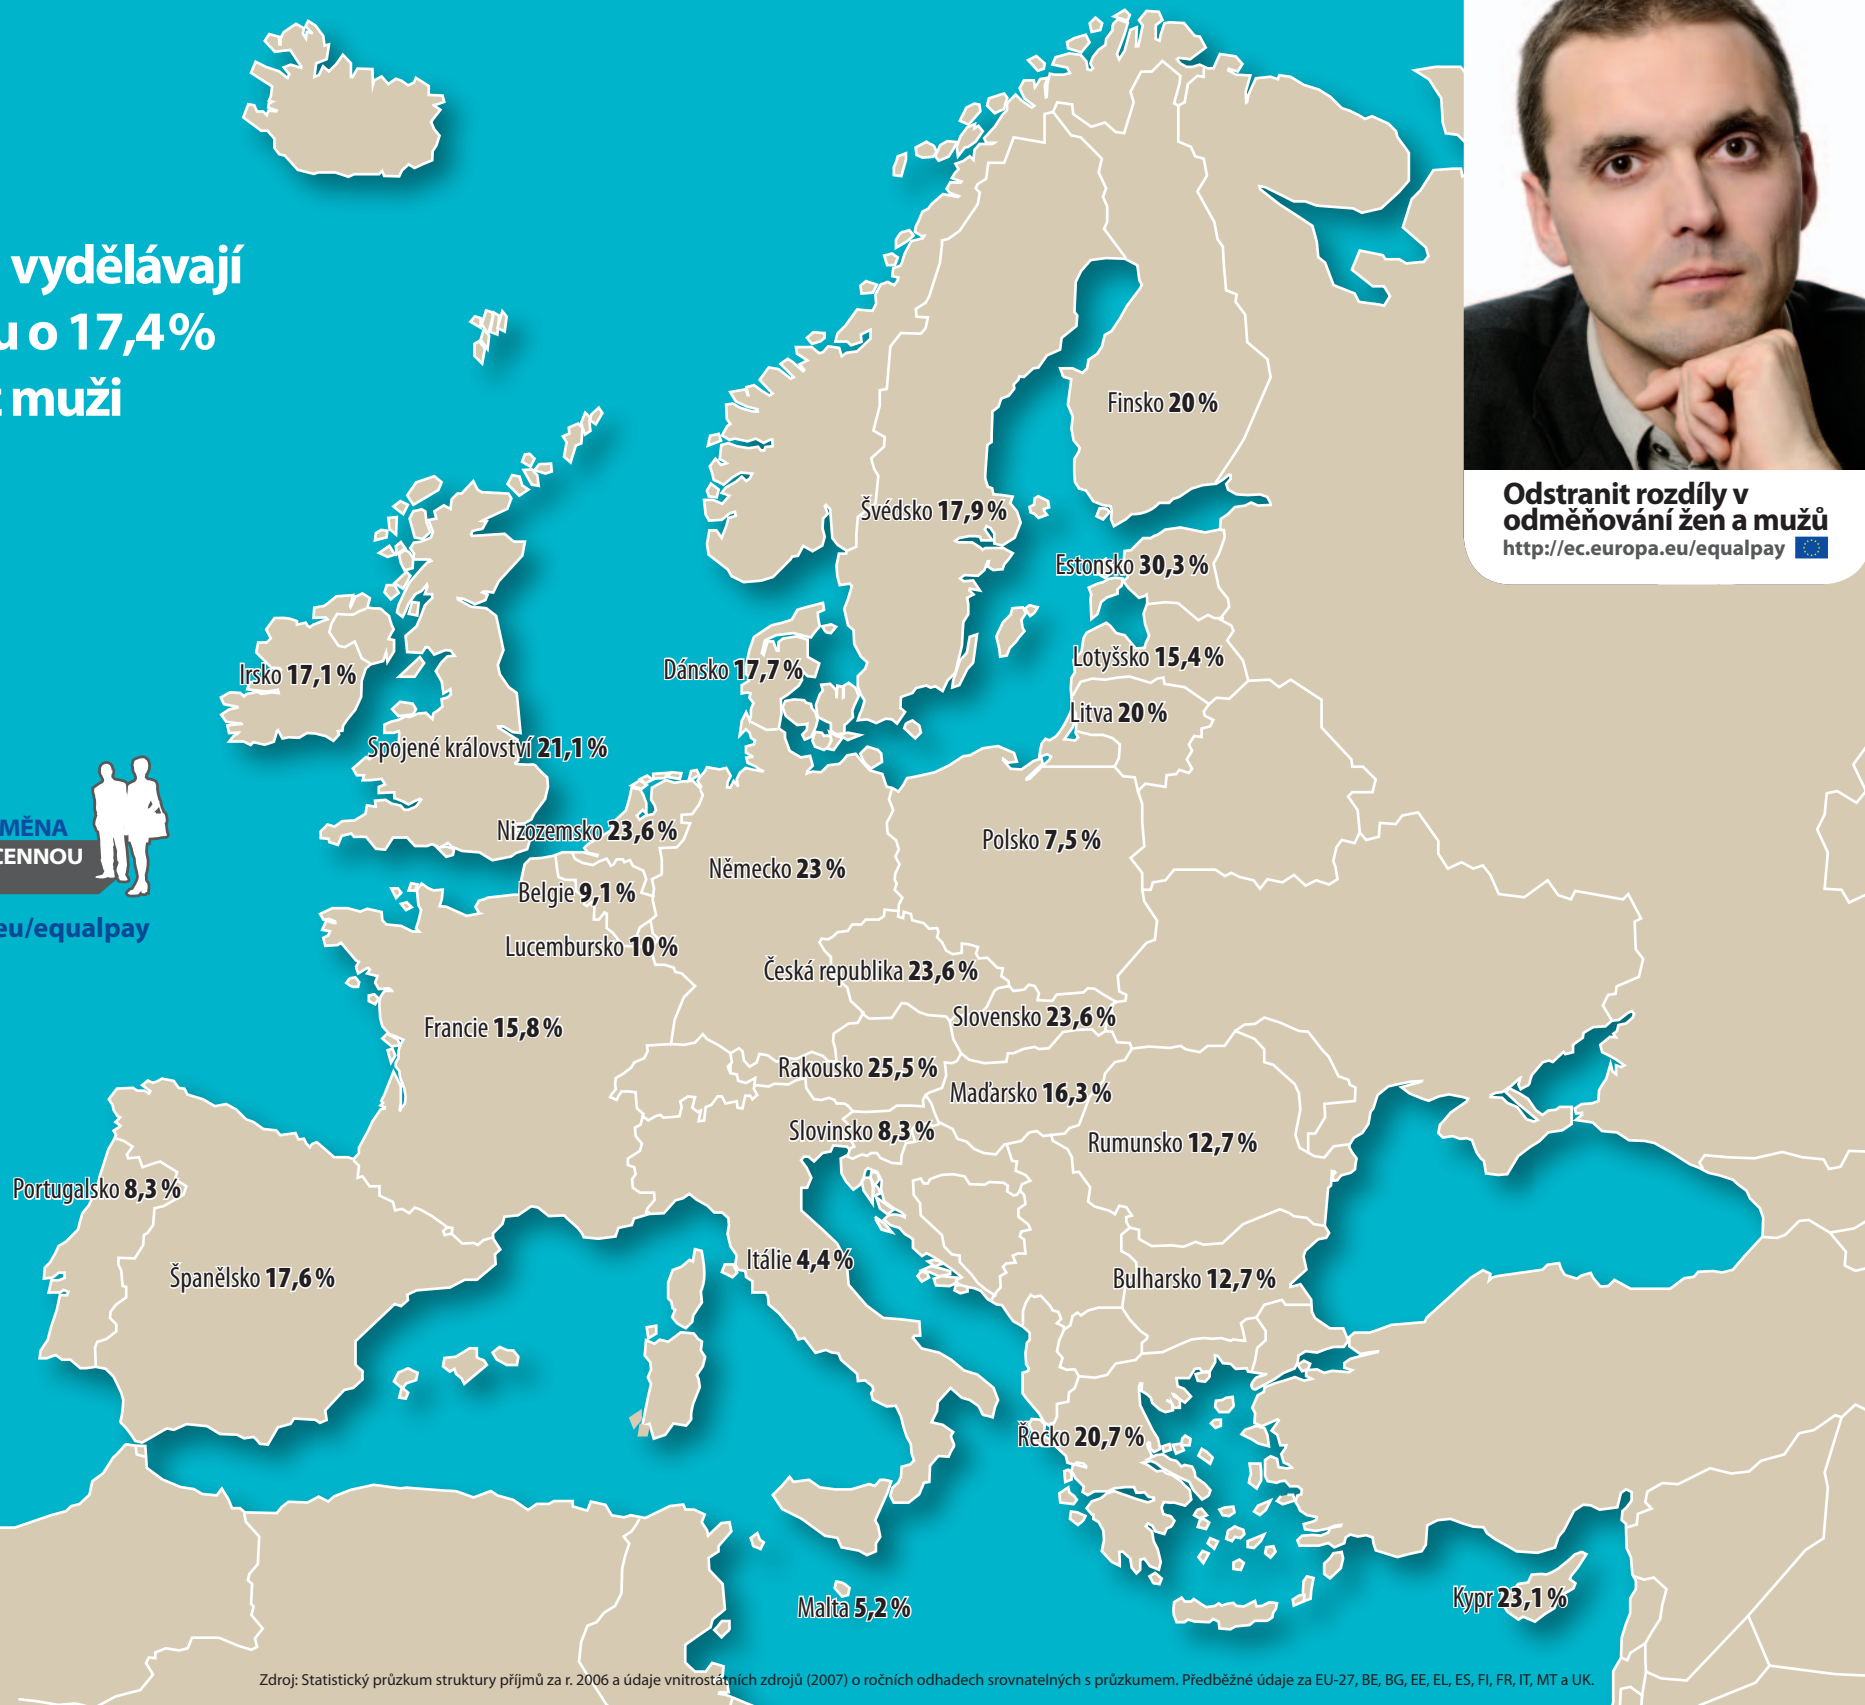 vydělávají
u o 17,4 %
muži
Finsko 20 %
Švédsko 17,9 %
Odstranit rozdíly v
odměňování žen a mužů
http://ec.europa.eu/equalpay
Estonsko 30,3 %
Irsko 17,1 %
Dánsko 17,7 %
Lotyšsko 15,4 %
Litva 20 %
Spojené království 21,1 %
MĚNA
CENNOU
eu/equalpay
Nizozemsko 23,6 %
Německo 23 %
Polsko 7,5 %
Belgie 9,1 %
Lucembursko 10 %
Česká republika 23,6 %
Francie 15,8 %
Slovensko 23,6 %
Rakousko 25,5 %
Maďarsko 16,3 %
Slovinsko 8,3 %
Rumunsko 12,7 %
Portugalsko 8,3 %
Španělsko 17,6 %
Itálie 4,4 %
Bulharsko 12,7 %
Řecko 20,7 %
Malta 5,2 %
Kypr 23,1 %
Zdroj: Statistický průzkum struktury příjmů za r. 2006 a údaje vnitrostátních zdrojů (2007) o ročních odhadech srovnatelných s průzkumem. Předběžné údaje za EU-27, BE, BG, EE, EL, ES, FI, FR, IT, MT a UK.